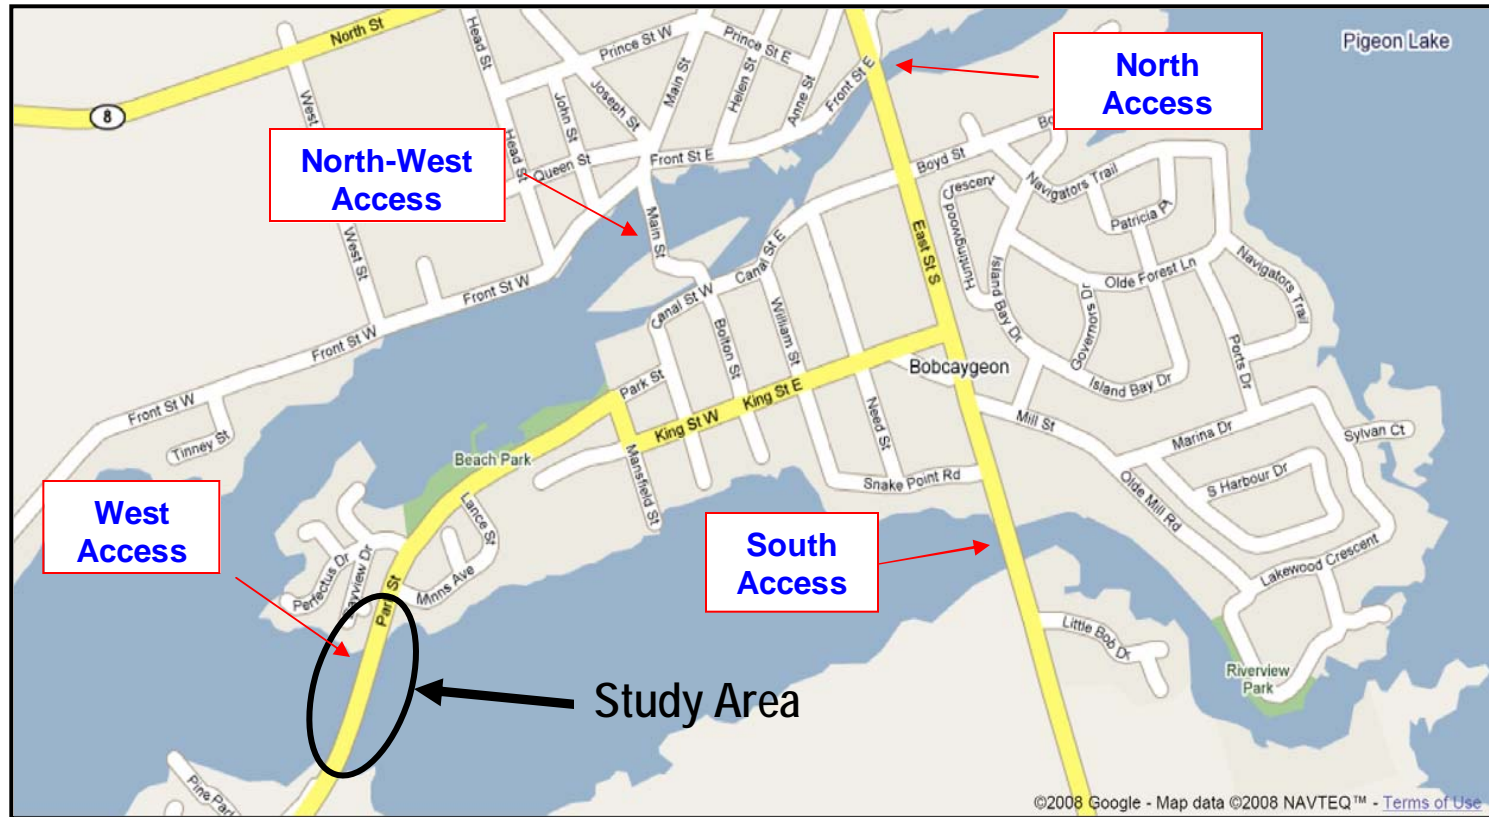 North St
Head St
Prince St W
Prince St E
Main St
Helen St
Anne St
Front St E
Pigeon Lake
North
Access
8
West
John St
Joseph St
Head St
Queen St
Front St E
North-West
Access
Boyd St
Navigators Trail
Crescent
Huntingwood
Patricia Pl
Main St
Canal St E
East St S
West St
Island Bay Dr
Olde Forest Ln
Navigators Trail
Front St W
Canal St W
Governors Dr
Bolton St
William St
Front St W
Ports Dr
Bobcaygeon
Island Bay Dr
Park St
King St E
Front St W
King St W
Need St
Mill St
Marina Dr
Sylvan Ct
Tinney St
Beach Park
Mansfield St
Snake Point Rd
S Harbour Dr
Lance St
Olde Mill Rd
West
Access
South
Access
Lakewood Crescent
Perfectus Dr
Minns Ave
Park St
Little Bob Dr
Riverview
Park
Study Area
©2008 Google - Map data ©2008 NAVTEQ™ - Terms of Use